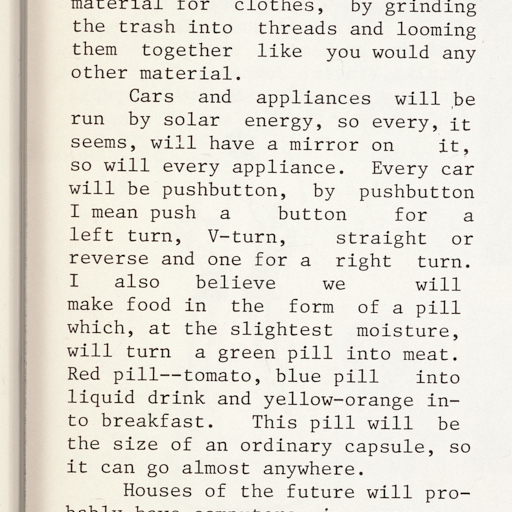 material for clothes, by grinding
the trash into threads and looming
them together like you would any
other material.
Cars and appliances will be
run by solar energy, so every, it
seems, will have a mirror on it,
so will every appliance. Every car
will be pushbutton, by pushbutton
I mean push a button for a
left turn, V-turn, straight or
reverse and one for a right turn.
I also believe we will
make food in the form of a pill
which, at the slightest moisture,
will turn a green pill into meat.
Red pill--tomato, blue pill into
liquid drink and yellow-orange in-
to breakfast. This pill will be
the size of an ordinary capsule, so
it can go almost anywhere.
Houses of the future will pro-
bably have computers